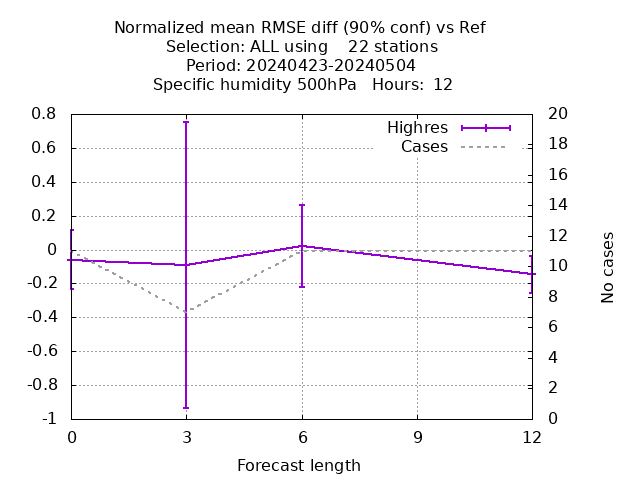 Normalized mean RMSE diff (90% conf) vs Ref
Selection: ALL using    22 stations
Period: 20240423-20240504
Specific humidity 500hPa   Hours:  12
Highres
Cases
0.8
0.6
0.4
0.2
0
-0.2
-0.4
-0.6
-0.8
-1
20
18
16
14
12
10
8
6
4
2
0
No cases
0 3 6 9 12
Forecast length